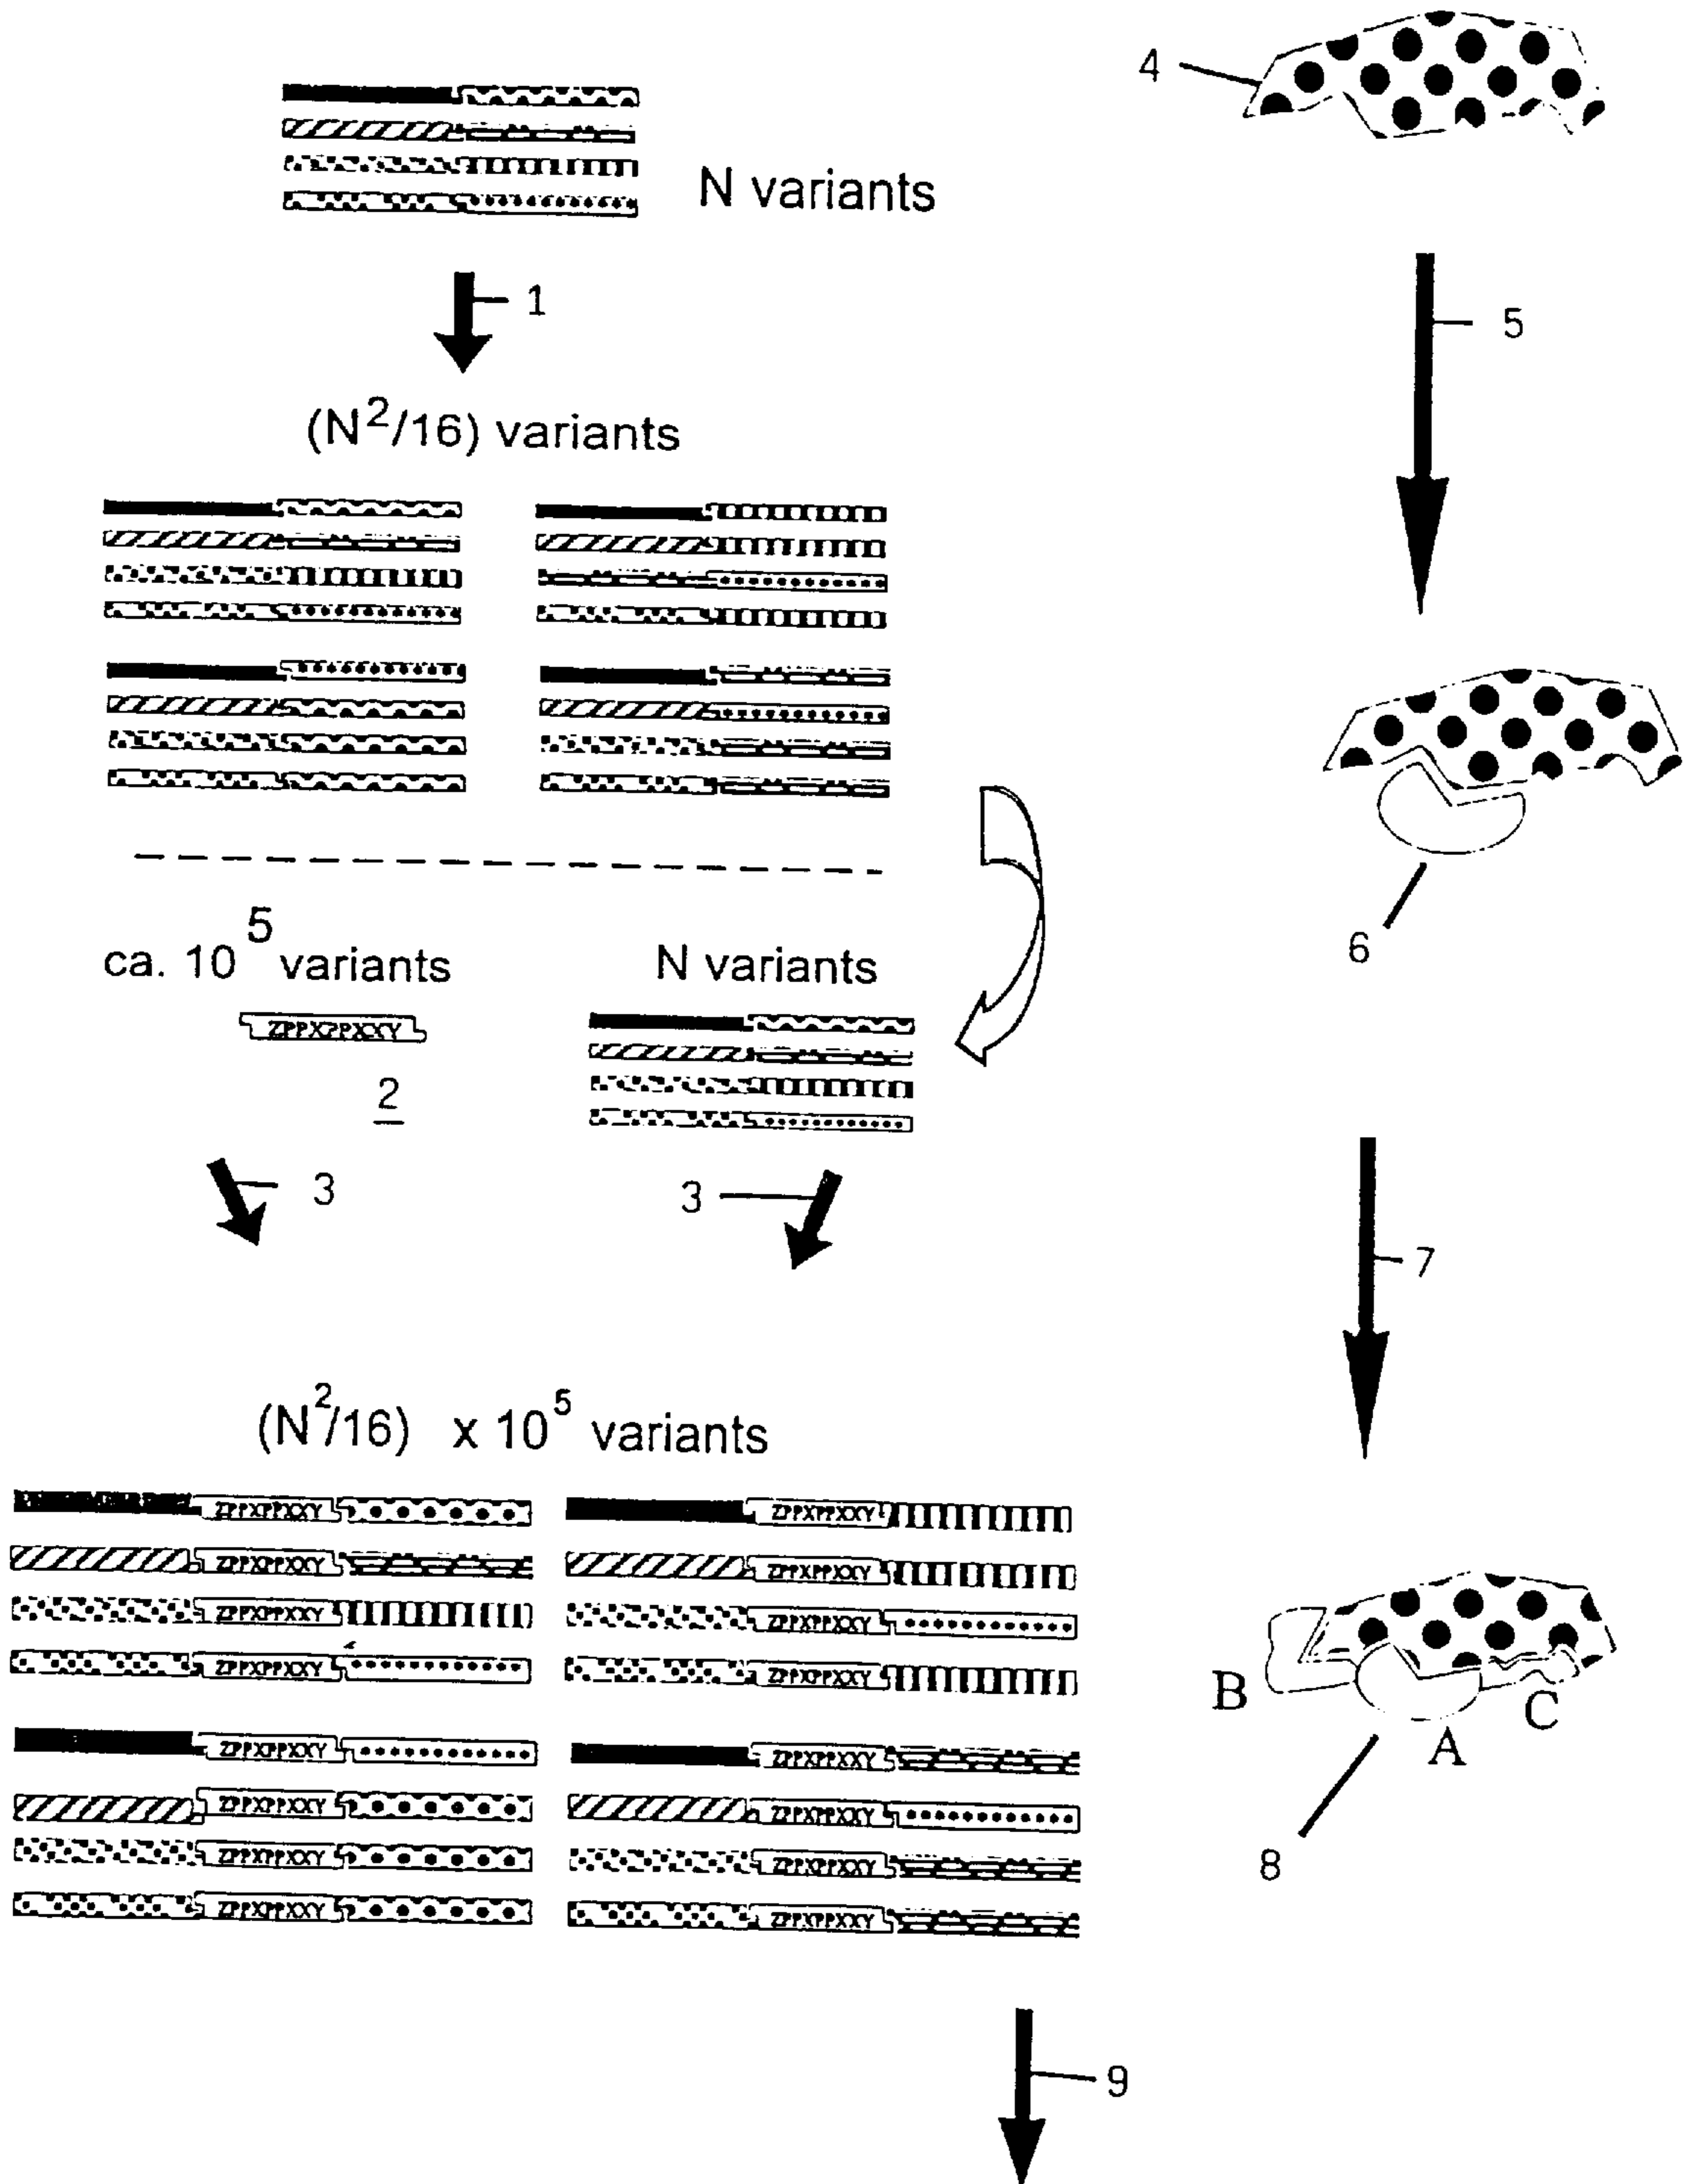 4
N variants
1
5
(N²/16) variants
6
ca. 10⁵ variants
N variants
ZPPXPPXXY
2
3
3
7
(N²/16) x 10⁵ variants
ZPPXPPXXY ZPPXPPXXY
ZPPXPPXXY ZPPXPPXXY
ZPPXPPXXY ZPPXPPXXY
ZPPXPPXXY ZPPXPPXXY
B
C
A
ZPPXPPXXY ZPPXPPXXY
ZPPXPPXXY ZPPXPPXXY
ZPPXPPXXY ZPPXPPXXY
ZPPXPPXXY ZPPXPPXXY
8
9